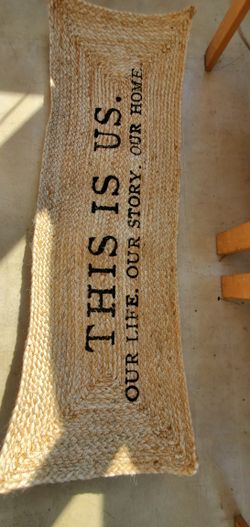 THIS IS US.
OUR LIFE. OUR STORY. OUR HOME.